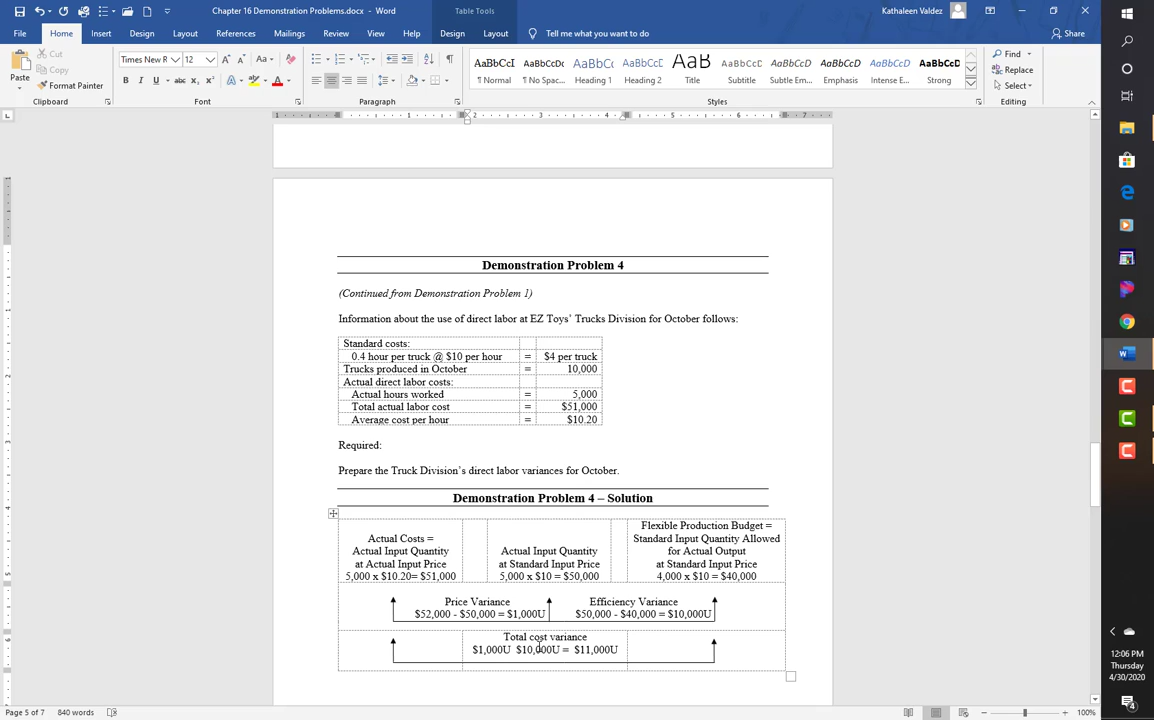 Chapter 16 Demonstration Problems.docx - Word
Table Tools
Kathaleen Valdez
File Home Insert Design Layout References Mailings Review View Help Design Layout Tell me what you want to do Share
Paste
Cut
Copy
Format Painter
Clipboard
Times New R 12
Font
Paragraph
AaBbCcI AaBbCcDc AaBbCc AaBbCcI AaB AaBbCcD AaBbCcDt AaBbCcDt AaBbCcDt AaBbCcD
¶ Normal ¶ No Spac... Heading 1 Heading 2 Title Subtitle Subtle Em... Emphasis Intense E... Strong
Styles
Find
Replace
Select
Editing
Demonstration Problem 4
(Continued from Demonstration Problem 1)
Information about the use of direct labor at EZ Toys’ Trucks Division for October follows:
Standard costs:
0.4 hour per truck @ $10 per hour = $4 per truck
Trucks produced in October = 10,000
Actual direct labor costs:
Actual hours worked = 5,000
Total actual labor cost = $51,000
Average cost per hour = $10.20
Required:
Prepare the Truck Division’s direct labor variances for October.
Demonstration Problem 4 – Solution
Actual Costs =
Actual Input Quantity
at Actual Input Price
5,000 x $10.20= $51,000
Actual Input Quantity
at Standard Input Price
5,000 x $10 = $50,000
Flexible Production Budget =
Standard Input Quantity Allowed
for Actual Output
at Standard Input Price
4,000 x $10 = $40,000
Price Variance
$52,000 - $50,000 = $1,000U
Efficiency Variance
$50,000 - $40,000 = $10,000U
Total cost variance
$1,000U $10,000U = $11,000U
Page 5 of 7 840 words
100%
12:06 PM
Thursday
4/30/2020